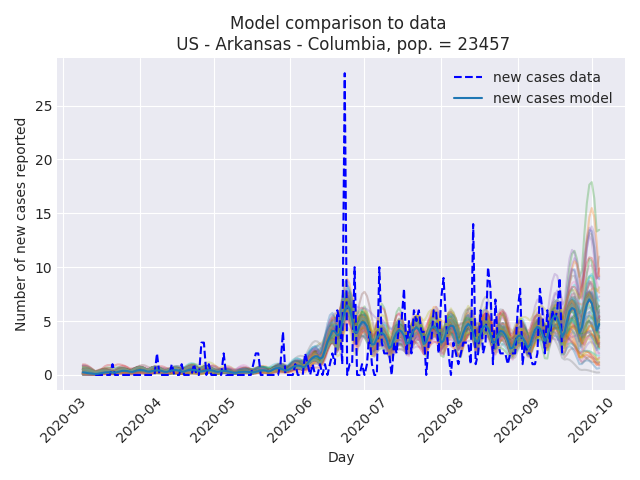 Model comparison to data
US - Arkansas - Columbia, pop. = 23457
new cases data
new cases model
Number of new cases reported
25
20
15
10
5
0
2020-03
2020-04
2020-05
2020-06
2020-07
2020-08
2020-09
2020-10
Day